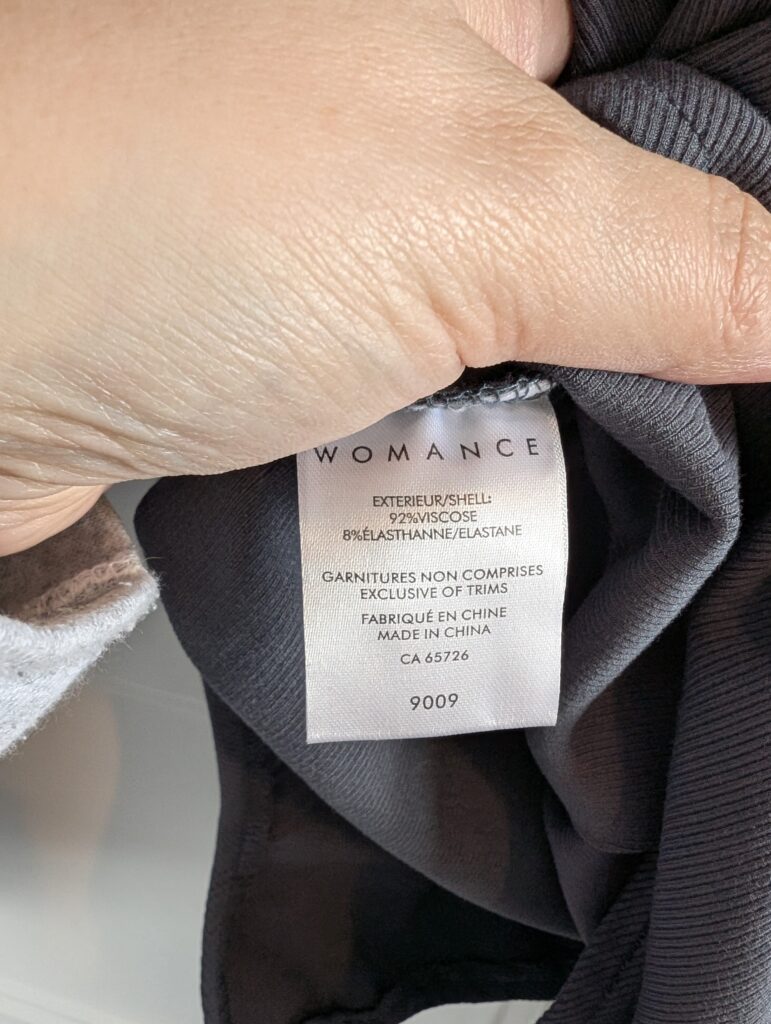 WOMANCE
EXTERIEUR/SHELL:
92%VISCOSE
8%ÉLASTHANNE/ELASTANE
GARNITURES NON COMPRISES
EXCLUSIVE OF TRIMS
FABRIQUÉ EN CHINE
MADE IN CHINA
CA 65726
9009